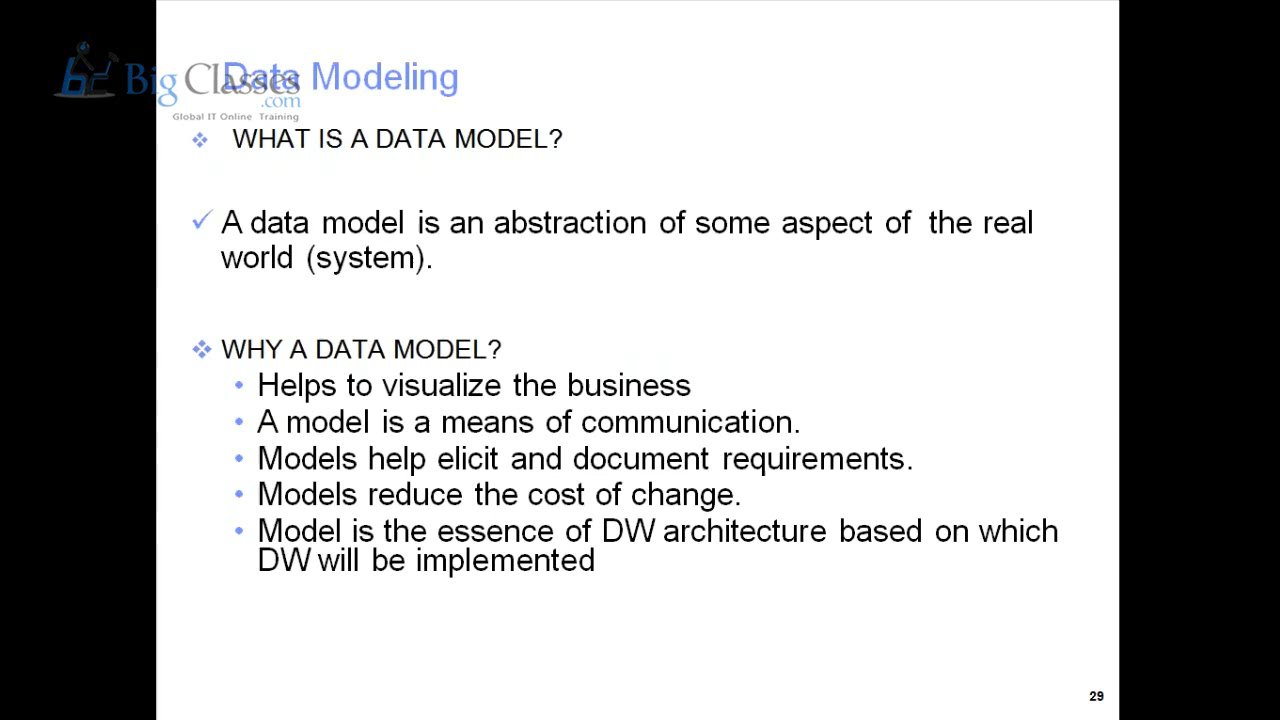 Big Classes
.com
Global IT Online Training
Data Modeling
WHAT IS A DATA MODEL?
A data model is an abstraction of some aspect of the real
world (system).
WHY A DATA MODEL?
Helps to visualize the business
A model is a means of communication.
Models help elicit and document requirements.
Models reduce the cost of change.
Model is the essence of DW architecture based on which
DW will be implemented
29